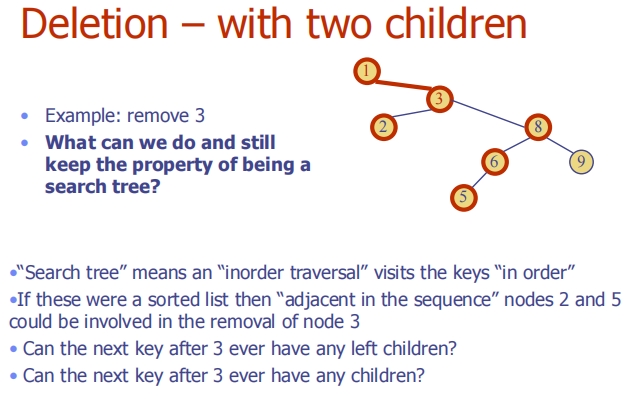 Deletion – with two children
• Example: remove 3
• What can we do and still
keep the property of being a
search tree?
1
3
2
8
6
9
5
•“Search tree” means an “inorder traversal” visits the keys “in order”
•If these were a sorted list then “adjacent in the sequence” nodes 2 and 5
could be involved in the removal of node 3
• Can the next key after 3 ever have any left children?
• Can the next key after 3 ever have any children?